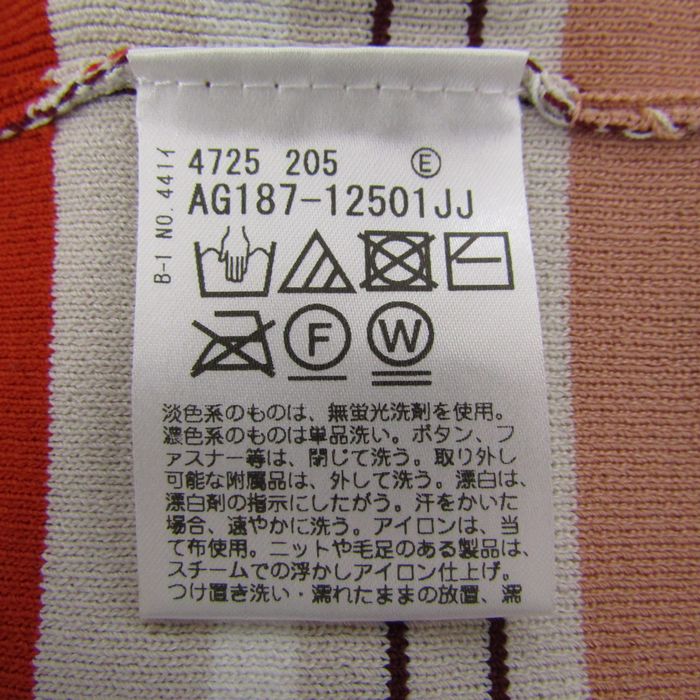 B-1 NO.441イ
4725 205 Ⓔ
AG187-12501JJ
F W
淡色系のものは、無蛍光洗剤を使用。
濃色系のものは単品洗い。ボタン、フ
ァスナー等は、閉じて洗う。取り外し
可能な附属品は、外して洗う。漂白は、
漂白剤の指示にしたがう。汗をかいた
場合、速やかに洗う。アイロンは、当
て布使用。ニットや毛足のある製品は、
スチームでの浮かしアイロン仕上げ。
つけ置き洗い・濡れたままの放置、濡